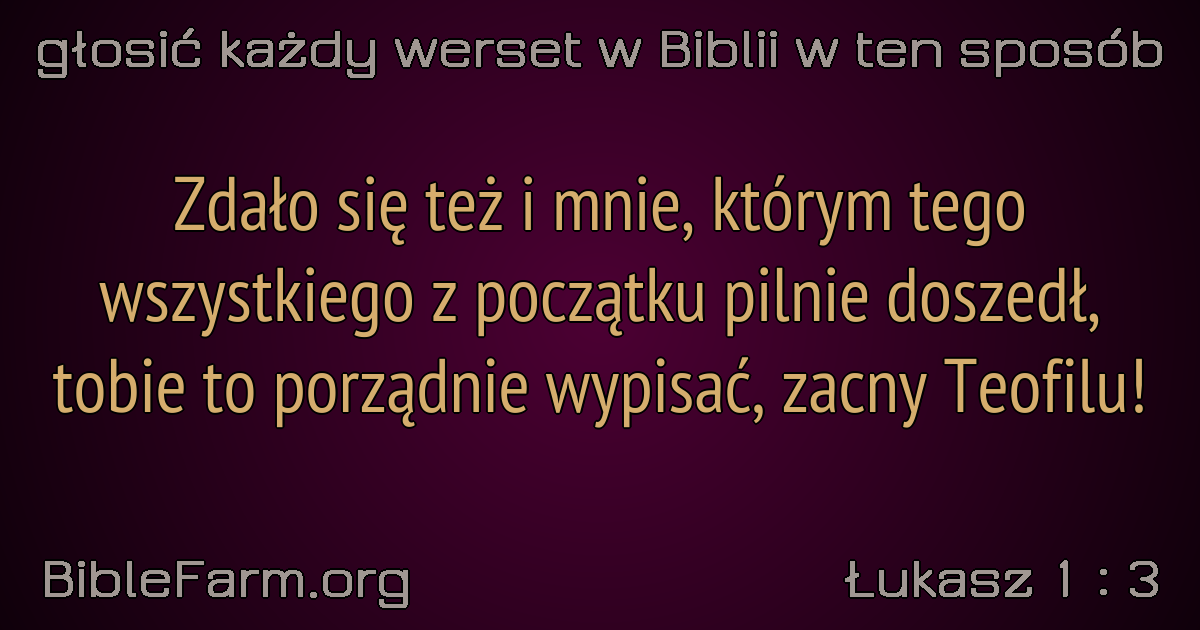 głosić każdy werset w Biblii w ten sposób
Zdało się też i mnie, którym tego
wszystkiego z początku pilnie doszedł,
tobie to porządnie wypisać, zacny Teofilu!
BibleFarm.org
Łukasz 1 : 3